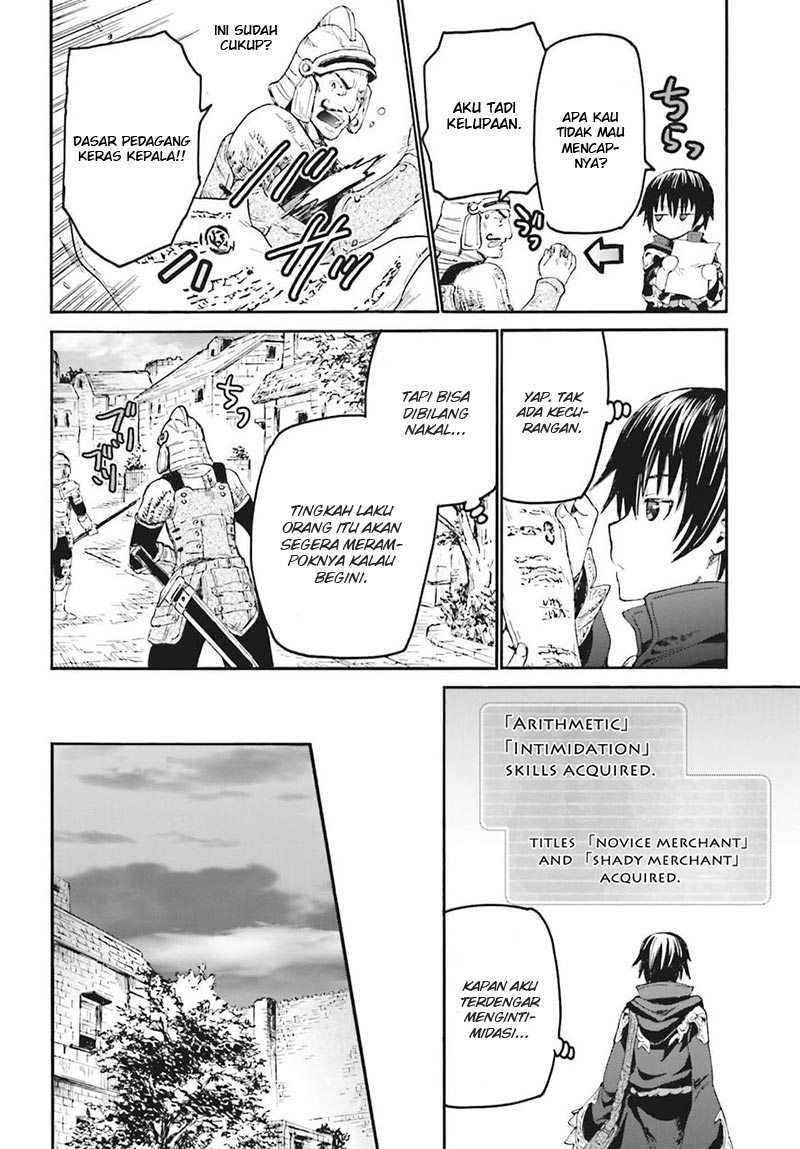 APA KAU
TIDAK MAU
MENCAP-
NYA?
ちらっ
AKU TADI
KELUPAAN.
INI SUDAH
CUKUP?
DASAR PEDAGANG
KERAS KEPALA!!
YAP. TAK
ADA KECU-
RANGAN.
TAPI BISA
DIBILANG
NAKAL...
TINGKAH LAKU
ORANG ITU AKAN
SEGERA MERAM-
POKNYA KALAU
BEGINI.
ちっ
「ARITHMETIC」
「INTIMIDATION」
SKILLS ACQUIRED.
TITLES 「NOVICE MERCHANT」
AND 「SHADY MERCHANT」
ACQUIRED.
KAPAN AKU
TERDENGAR
MENGINTI-
MIDASI...